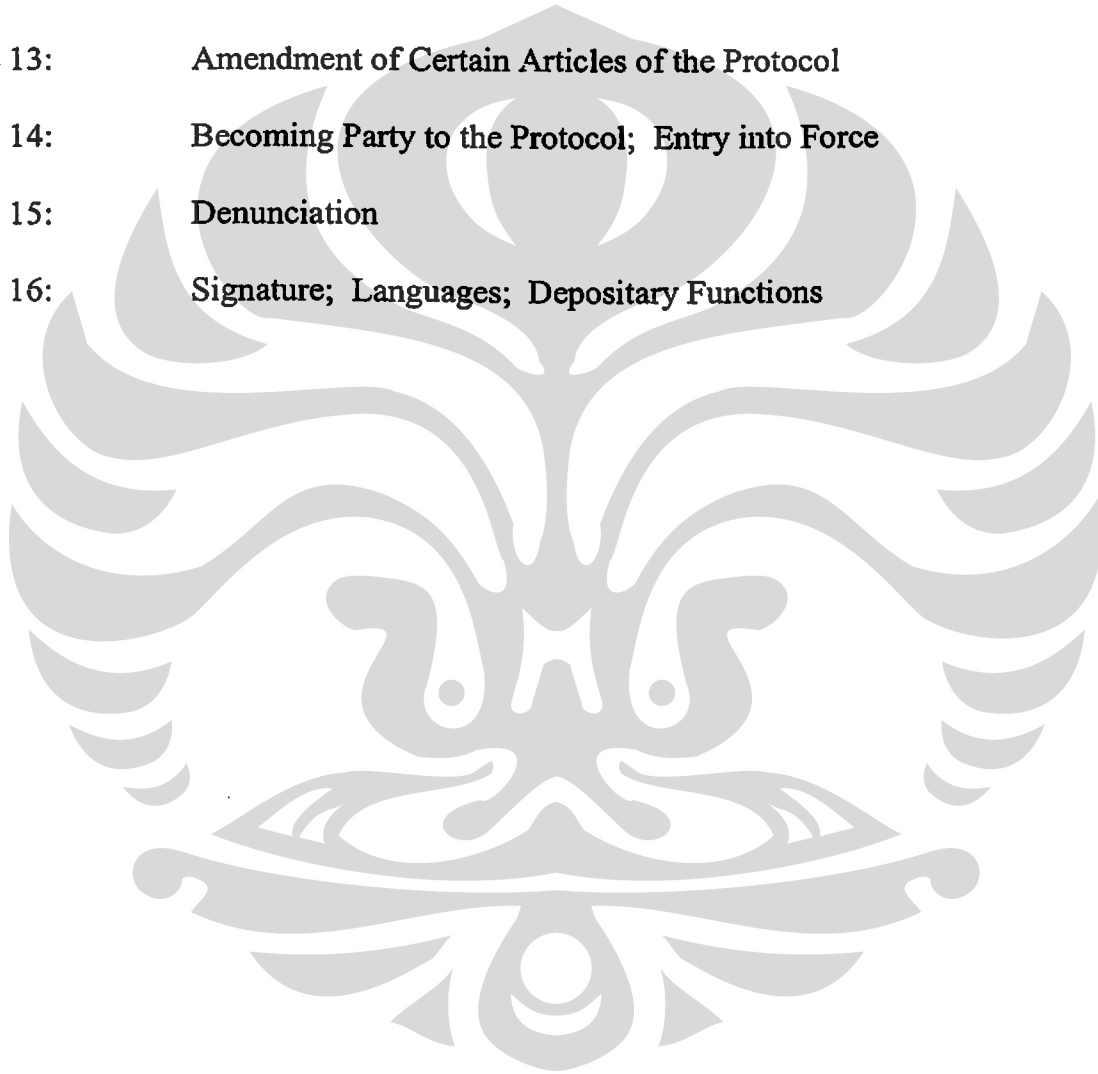 13: Amendment of Certain Articles of the Protocol
14: Becoming Party to the Protocol; Entry into Force
15: Denunciation
16: Signature; Languages; Depositary Functions